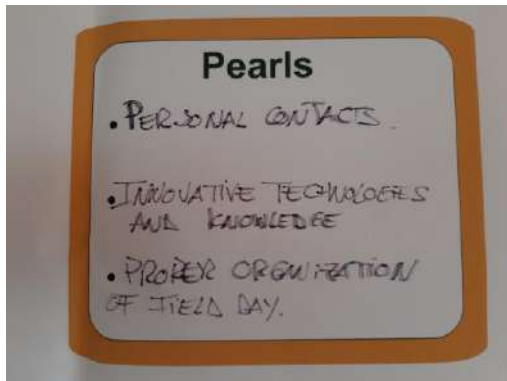 Pearls
• PERSONAL CONTACTS.
• INNOVATIVE TECHNOLOGIES
AND KNOWLEDGE
• PROPER ORGANIZATION
OF FIELD DAY.